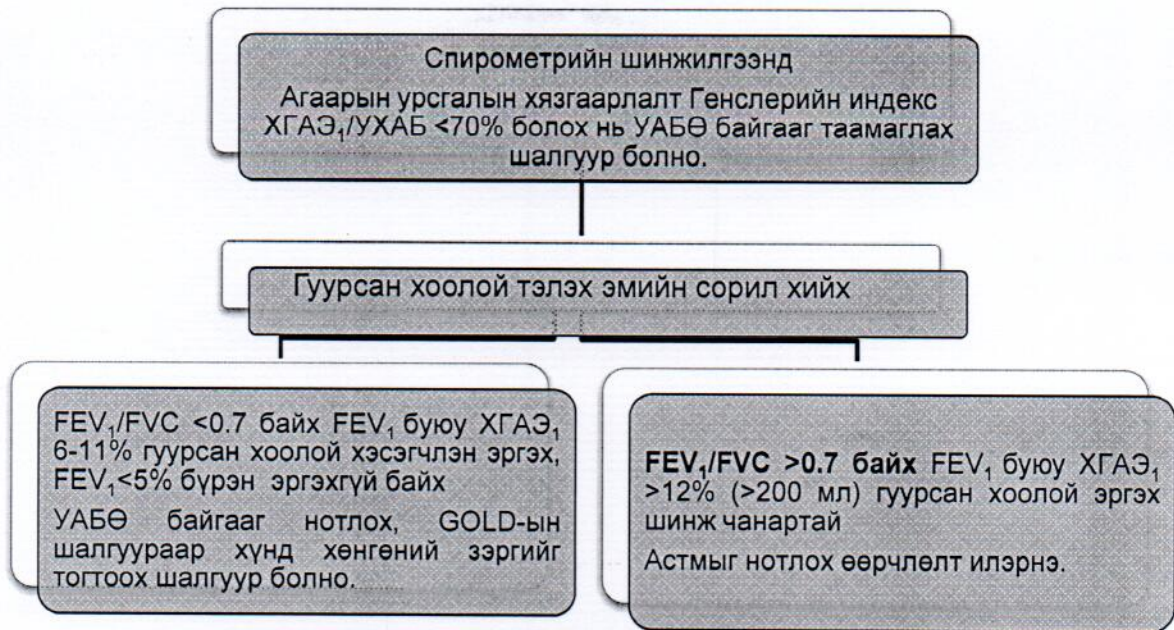 Спирометрийн шинжилгээнд
Агаарын урсгалын хязгаарлалт Генслерийн индекс
ХГАЭ₁/УХАБ <70% болох нь УАБӨ байгааг таамаглах
шалгуур болно.
Гуурсан хоолой тэлэх эмийн сорил хийх
FEV₁/FVC <0.7 байх FEV₁ буюу ХГАЭ₁
6-11% гуурсан хоолой хэсэгчлэн эргэх,
FEV₁<5% бүрэн эргэхгүй байх
УАБӨ байгааг нотлох, GOLD-ын
шалгуураар хүнд хөнгөний зэргийг
тогтоох шалгуур болно.
FEV₁/FVC >0.7 байх FEV₁ буюу ХГАЭ₁
>12% (>200 мл) гуурсан хоолой эргэх
шинж чанартай
Астмыг нотлох өөрчлөлт илэрнэ.